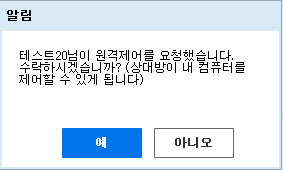 알림
테스트20님이 원격제어를 요청했습니다.
수락하시겠습니까? (상대방이 내 컴퓨터를
제어할 수 있게 됩니다)
예
아니오